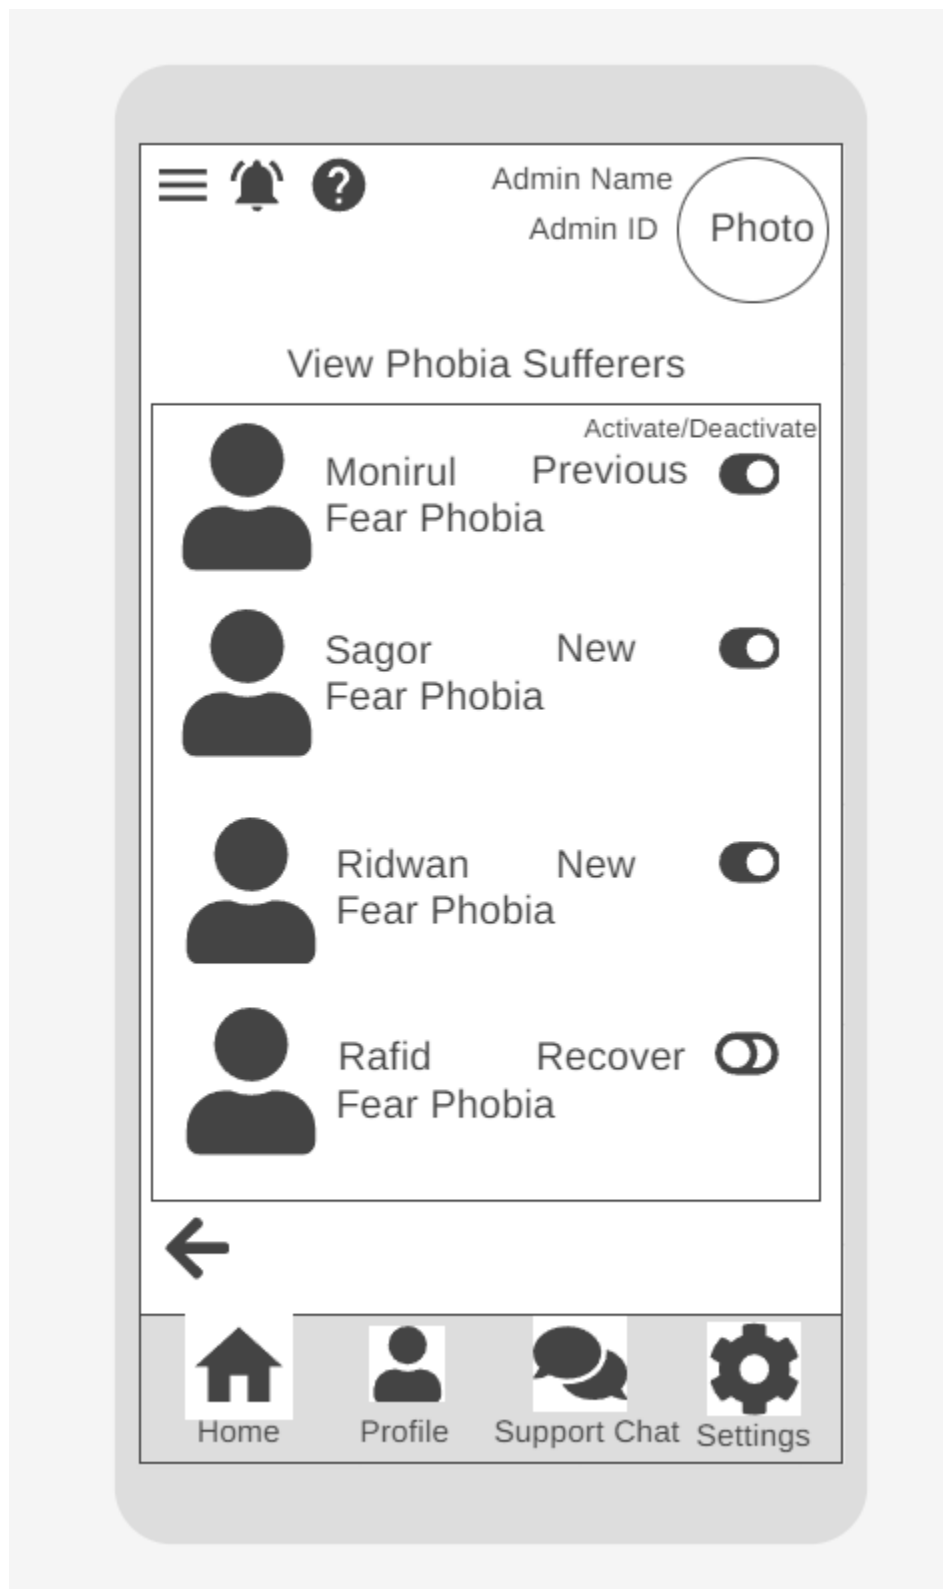 Admin Name
Admin ID
Photo
View Phobia Sufferers
Activate/Deactivate
Monirul Previous
Fear Phobia
Sagor New
Fear Phobia
Ridwan New
Fear Phobia
Rafid Recover
Fear Phobia
Home Profile Support Chat Settings